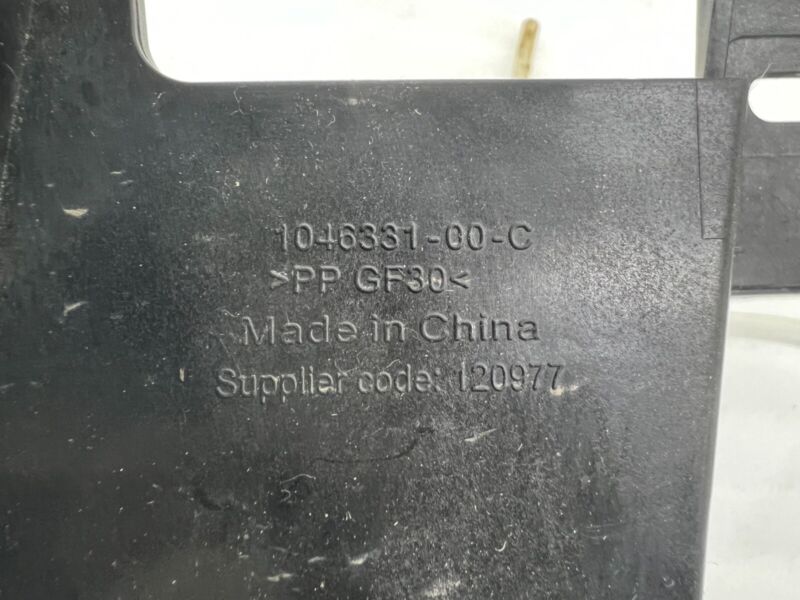 1046331-00-C
>PP GF30<
Made in China
Supplier code: 120977